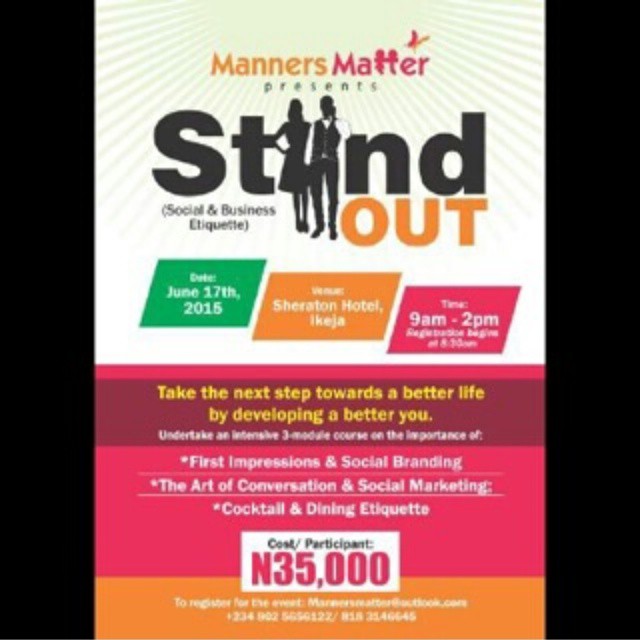 Manners Matter
presents
Stand
(Social & Business
Etiquette)
OUT
Date:
June 17th,
2015
Venue:
Sheraton Hotel,
Ikeja
Time:
9am - 2pm
Registration begins
at 8:30am
Take the next step towards a better life
by developing a better you.
Undertake an intensive 3-module course on the importance of:
*First Impressions & Social Branding
*The Art of Conversation & Social Marketing;
*Cocktail & Dining Etiquette
Cost/ Participant:
N35,000
To register for the event: Mannersmatter@outlook.com
+234 902 5656122/ 818 3146645